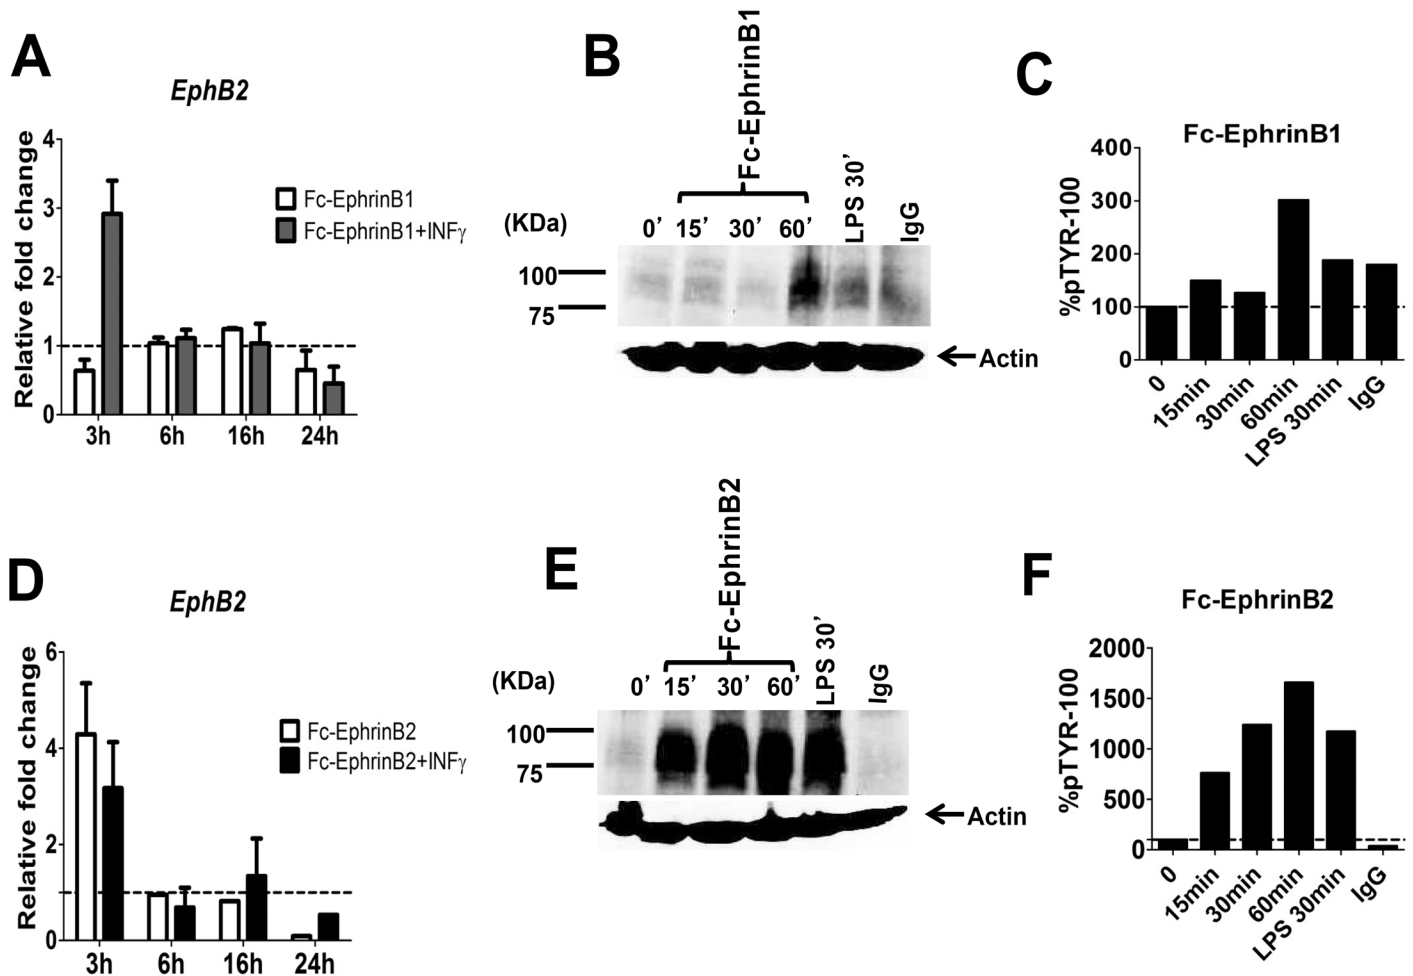 A
EphB2
Relative fold change
4
3
2
1
0
3h
6h
16h
24h
Fc-EphrinB1
Fc-EphrinB1+INFγ
B
Fc-EphrinB1
LPS 30’
IgG
(KDa)
0’ 15’ 30’ 60’
100
75
Actin
C
Fc-EphrinB1
%pTYR-100
400
300
200
100
0
0
15min
30min
60min
LPS 30min
IgG
D
EphB2
Relative fold change
6
4
2
0
3h
6h
16h
24h
Fc-EphrinB2
Fc-EphrinB2+INFγ
E
Fc-EphrinB2
LPS 30’
IgG
(KDa)
0’ 15’ 30’ 60’
100
75
Actin
F
Fc-EphrinB2
%pTYR-100
2000
1500
1000
500
0
0
15min
30min
60min
LPS 30min
IgG